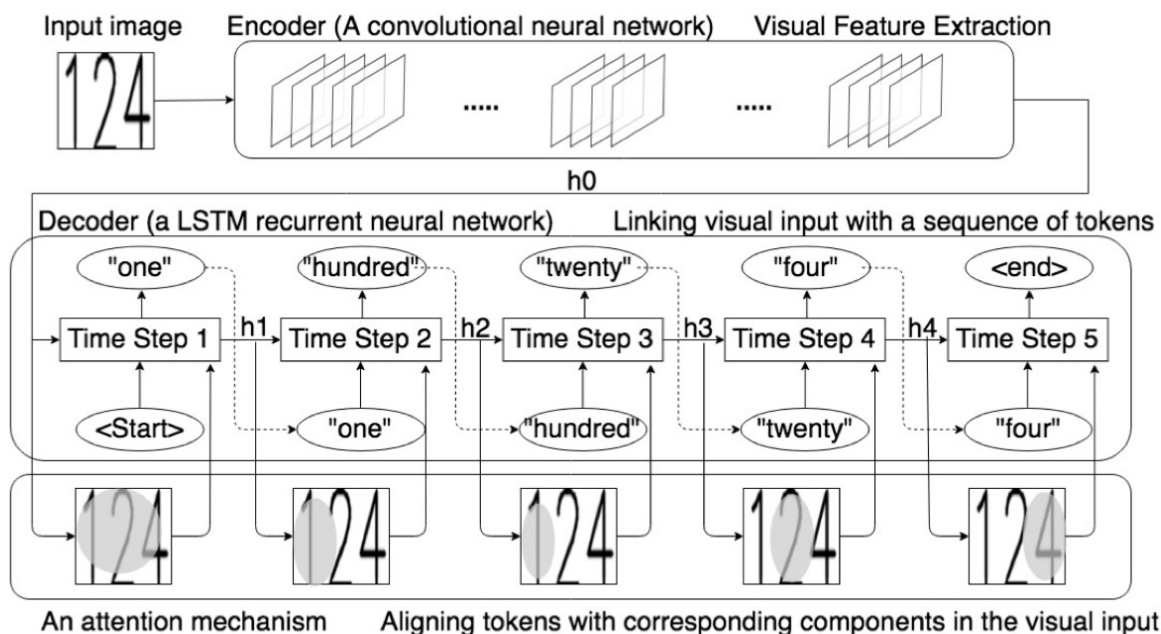 Input image
Encoder (A convolutional neural network)
Visual Feature Extraction
124
.....
.....
h0
Decoder (a LSTM recurrent neural network)
Linking visual input with a sequence of tokens
"one"
"hundred"
"twenty"
"four"
<end>
Time Step 1
h1
Time Step 2
h2
Time Step 3
h3
Time Step 4
h4
Time Step 5
<Start>
"one"
"hundred"
"twenty"
"four"
124
124
124
124
124
An attention mechanism
Aligning tokens with corresponding components in the visual input